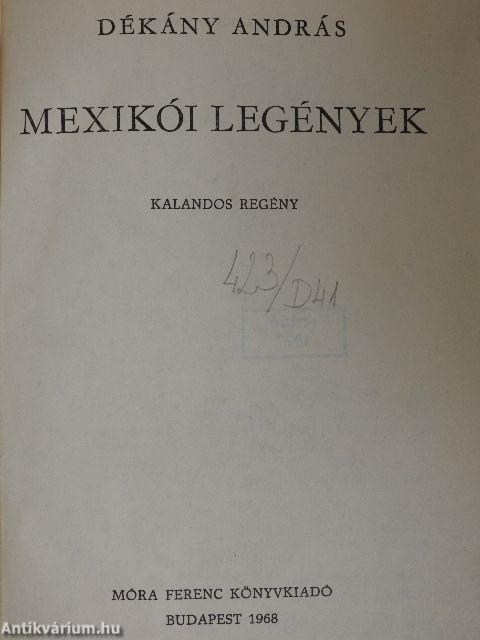 DÉKÁNY ANDRÁS
MEXIKÓI LEGÉNYEK
KALANDOS REGÉNY
423/D41
MÓRA FERENC KÖNYVKIADÓ
BUDAPEST 1968
Antikvárium.hu